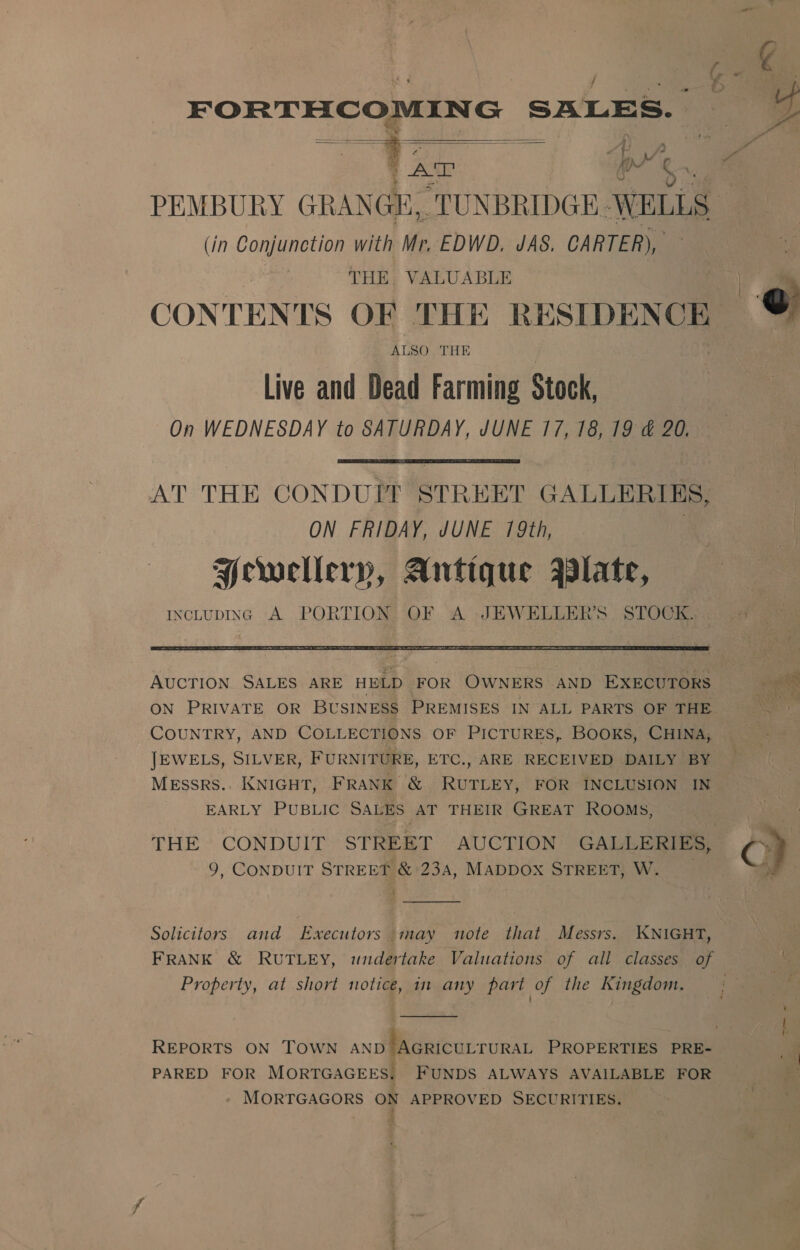 FORTHCOMING SALES.
AT
PEMBURY GRANGE, TUNBRIDGE WELLS
(in Conjunction with Mr. EDWD. JAS. CARTER),
THE VALUABLE
CONTENTS OF THE RESIDENCE
ALSO THE
Live and Dead Farming Stock,
On WEDNESDAY to SATURDAY, JUNE 17, 18, 19 & 20.
AT THE CONDUIT STREET GALLERIES,
ON FRIDAY, JUNE 19th,
Jewellery, Antique Plate,
INCLUDING A PORTION OF A JEWELLER'S STOCK.
AUCTION SALES ARE HELD FOR OWNERS AND EXECUTORS
ON PRIVATE OR BUSINESS PREMISES IN ALL PARTS OF THE
COUNTRY, AND COLLECTIONS OF PICTURES, BOOKS, CHINA,
JEWELS, SILVER, FURNITURE, ETC., ARE RECEIVED DAILY BY
MESSRS. KNIGHT, FRANK & RUTLEY, FOR INCLUSION IN
EARLY PUBLIC SALES AT THEIR GREAT ROOMS,
THE CONDUIT STREET AUCTION GALLERIES,
9, CONDUIT STREET & 23A, MADDOX STREET, W.
Solicitors and Executors may note that Messrs. KNIGHT,
FRANK & RUTLEY, undertake Valuations of all classes of
Property, at short notice, in any part of the Kingdom.
REPORTS ON TOWN AND AGRICULTURAL PROPERTIES PRE-
PARED FOR MORTGAGEES. FUNDS ALWAYS AVAILABLE FOR
MORTGAGORS ON APPROVED SECURITIES.